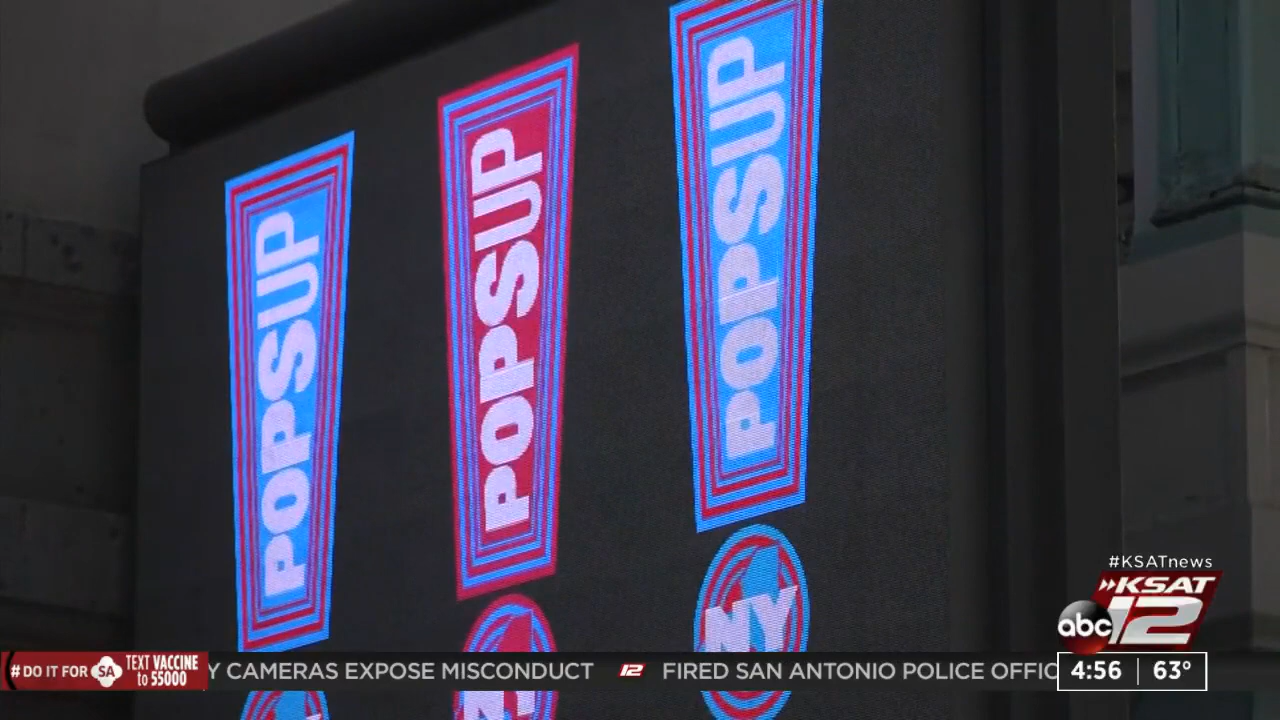 POPSUP
POPSUP
POPSUP
NY
NY
#KSATnews
KSAT
abc 12
#DO IT FOR SA TEXT VACCINE
to 55000
Y CAMERAS EXPOSE MISCONDUCT 12 FIRED SAN ANTONIO POLICE OFFIC
4:56 63°